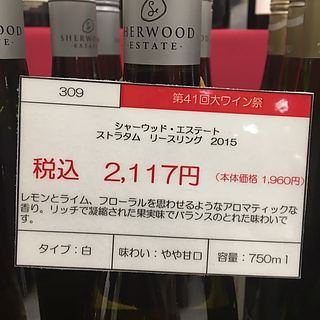 SHERWOOD
ESTATE
SHERWOOD
·ESTATE·
309
第41回大ワイン祭
シャーウッド・エステート
ストラタム リースリング 2015
税込 2,117円 (本体価格 1,960円)
レモンとライム、フローラルを思わせるようなアロマティックな
香り。リッチで凝縮された果実味でバランスのとれた味わいで
す。
タイプ：白 味わい：やや甘口 容量：750ml